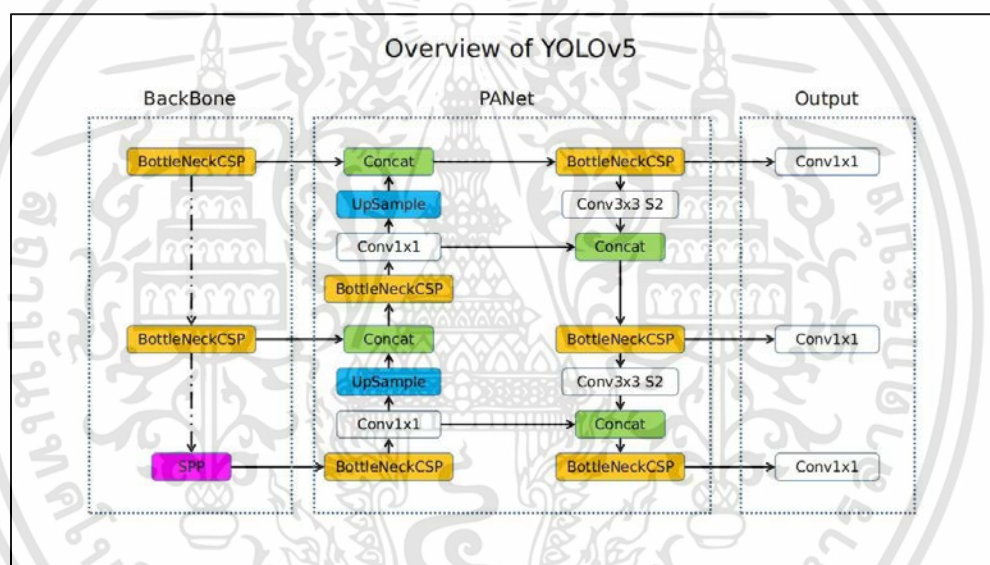 Overview of YOLOv5
BackBone
PANet
Output
BottleNeckCSP
BottleNeckCSP
SPP
Concat
UpSample
Conv1x1
BottleNeckCSP
Concat
UpSample
Conv1x1
BottleNeckCSP
BottleNeckCSP
Conv3x3 S2
Concat
BottleNeckCSP
Conv3x3 S2
Concat
BottleNeckCSP
Conv1x1
Conv1x1
Conv1x1